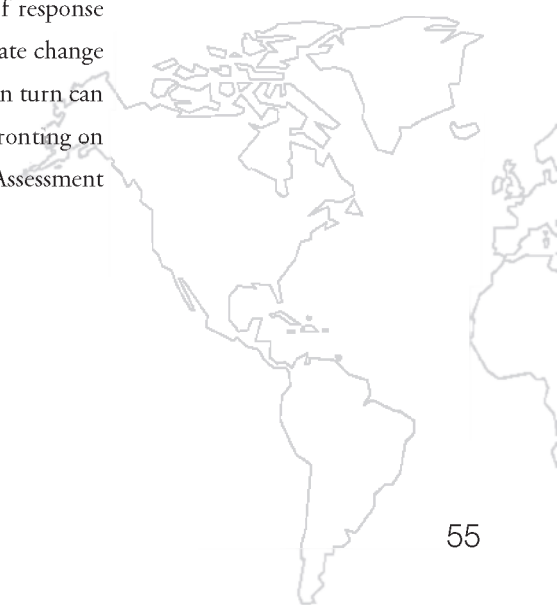 f response
ate change
n turn can
ronting on
Assessment
55